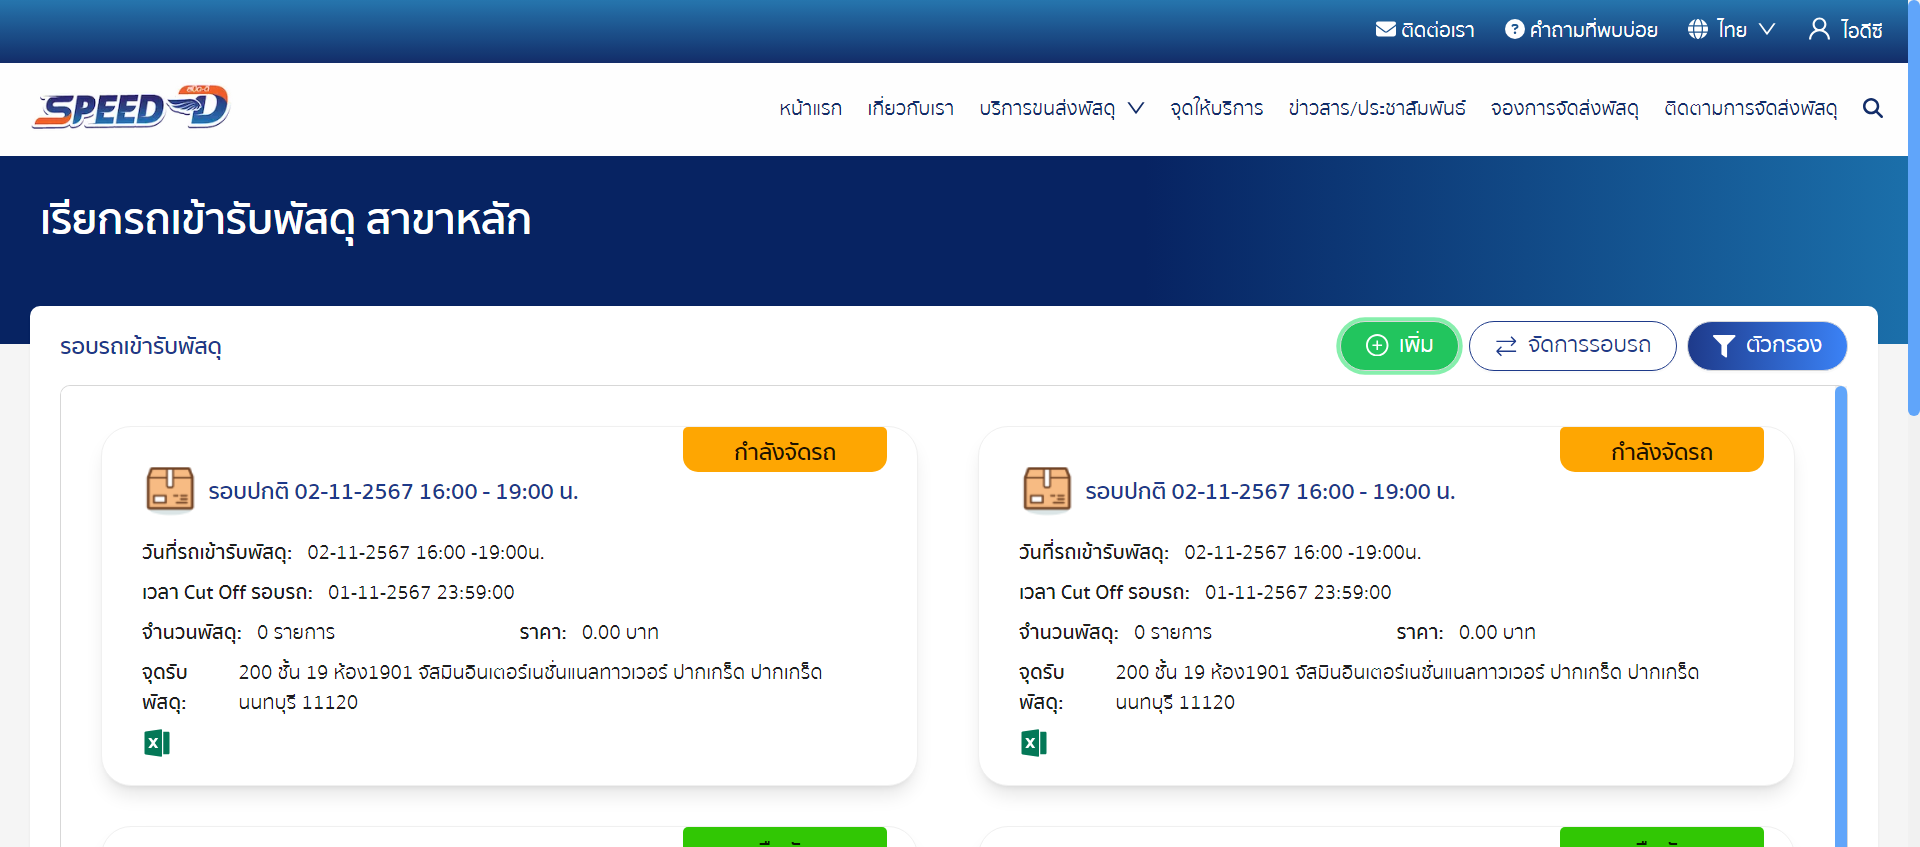 ติดต่อเรา คำถามที่พบบ่อย ไทย ไอดีซี
สปีด-ดี
SPEED D
หน้าแรก เกี่ยวกับเรา บริการขนส่งพัสดุ จุดให้บริการ ข่าวสาร/ประชาสัมพันธ์ จองการจัดส่งพัสดุ ติดตามการจัดส่งพัสดุ
เรียกรถเข้ารับพัสดุ สาขาหลัก
รอบรถเข้ารับพัสดุ เพิ่ม จัดการรอบรถ ตัวกรอง
กำลังจัดรถ
รอบปกติ 02-11-2567 16:00 - 19:00 น.
วันที่รถเข้ารับพัสดุ: 02-11-2567 16:00 -19:00น.
เวลา Cut Off รอบรถ: 01-11-2567 23:59:00
จำนวนพัสดุ: 0 รายการ ราคา: 0.00 บาท
จุดรับพัสดุ: 200 ชั้น 19 ห้อง1901 จัสมินอินเตอร์เนชั่นแนลทาวเวอร์ ปากเกร็ด ปากเกร็ด
นนทบุรี 11120
กำลังจัดรถ
รอบปกติ 02-11-2567 16:00 - 19:00 น.
วันที่รถเข้ารับพัสดุ: 02-11-2567 16:00 -19:00น.
เวลา Cut Off รอบรถ: 01-11-2567 23:59:00
จำนวนพัสดุ: 0 รายการ ราคา: 0.00 บาท
จุดรับพัสดุ: 200 ชั้น 19 ห้อง1901 จัสมินอินเตอร์เนชั่นแนลทาวเวอร์ ปากเกร็ด ปากเกร็ด
นนทบุรี 11120